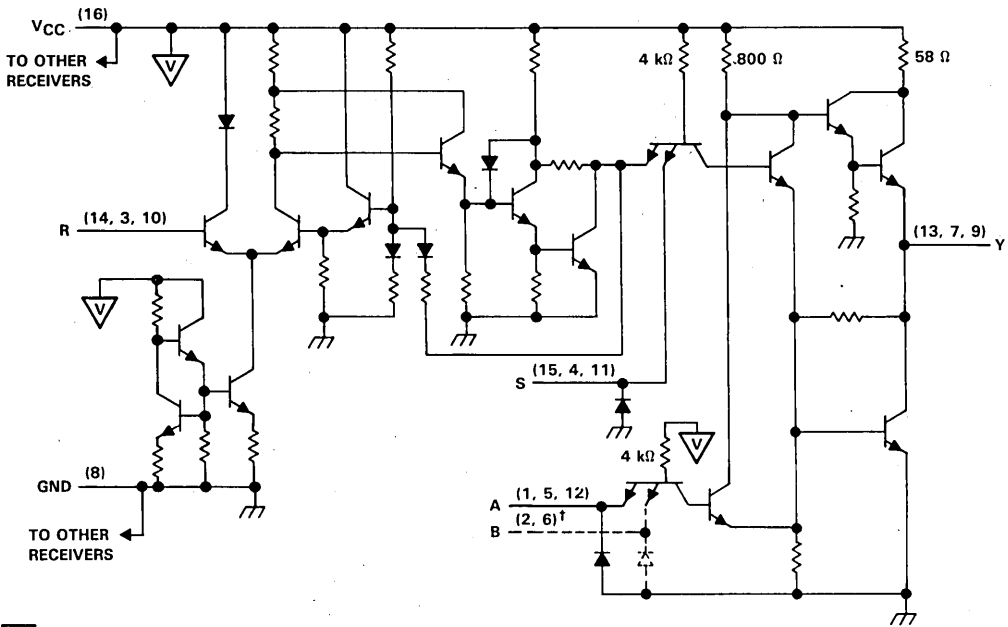 VCC (16)
TO OTHER
RECEIVERS
V
4 kΩ
.800 Ω
58 Ω
R (14, 3, 10)
(13, 7, 9) Y
V
S (15, 4, 11)
V
4 kΩ
GND (8)
A (1, 5, 12)
B (2, 6)†
TO OTHER
RECEIVERS